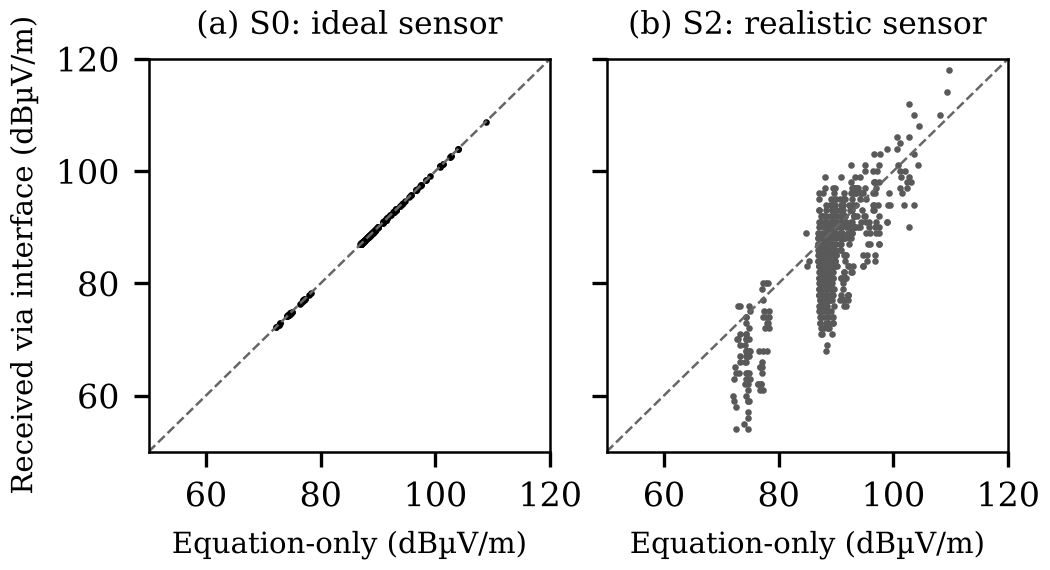 (a) S0: ideal sensor
(b) S2: realistic sensor
Received via interface (dBµV/m)
120
100
80
60
60 80 100 120
60 80 100 120
Equation-only (dBµV/m)
Equation-only (dBµV/m)